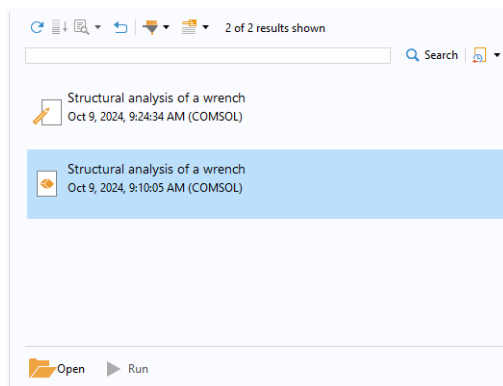 2 of 2 results shown
Search
Structural analysis of a wrench
Oct 9, 2024, 9:24:34 AM (COMSOL)
Structural analysis of a wrench
Oct 9, 2024, 9:10:05 AM (COMSOL)
Open Run